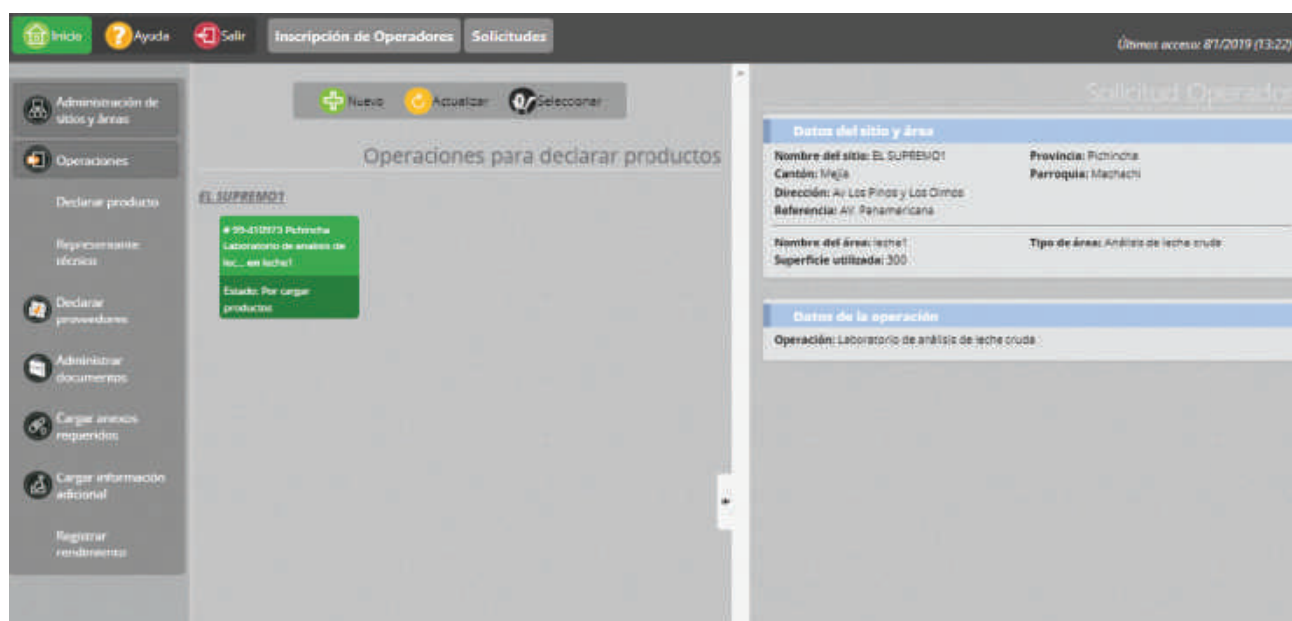 Inicio
Ayuda
Salir
Inscripción de Operadores
Solicitudes
Último acceso: 8/1/2019 (13:22)
Administración de
sitios y áreas
Operaciones
Declarar producto
Representante
técnico
Declarar
proveedores
Administrar
documentos
Cargar anexos
requeridos
Cargar información
adicional
Registrar
rendimiento
Nuevo
Actualizar
Seleccionar
Operaciones para declarar productos
EL SUPREMO1
# 99-410973 Pichincha
Laboratorio de analisis de
lec... en leche1
Estado: Por cargar
productos
Solicitud Operador
Datos del sitio y área
Nombre del sitio: EL SUPREMO1
Provincia: Pichincha
Cantón: Mejía
Parroquia: Machachi
Dirección: Av Los Pinos y Los Olmos
Referencia: AV. Panamericana
Nombre del área: leche1
Tipo de área: Análisis de leche cruda
Superficie utilizada: 300
Datos de la operación
Operación: Laboratorio de análisis de leche cruda